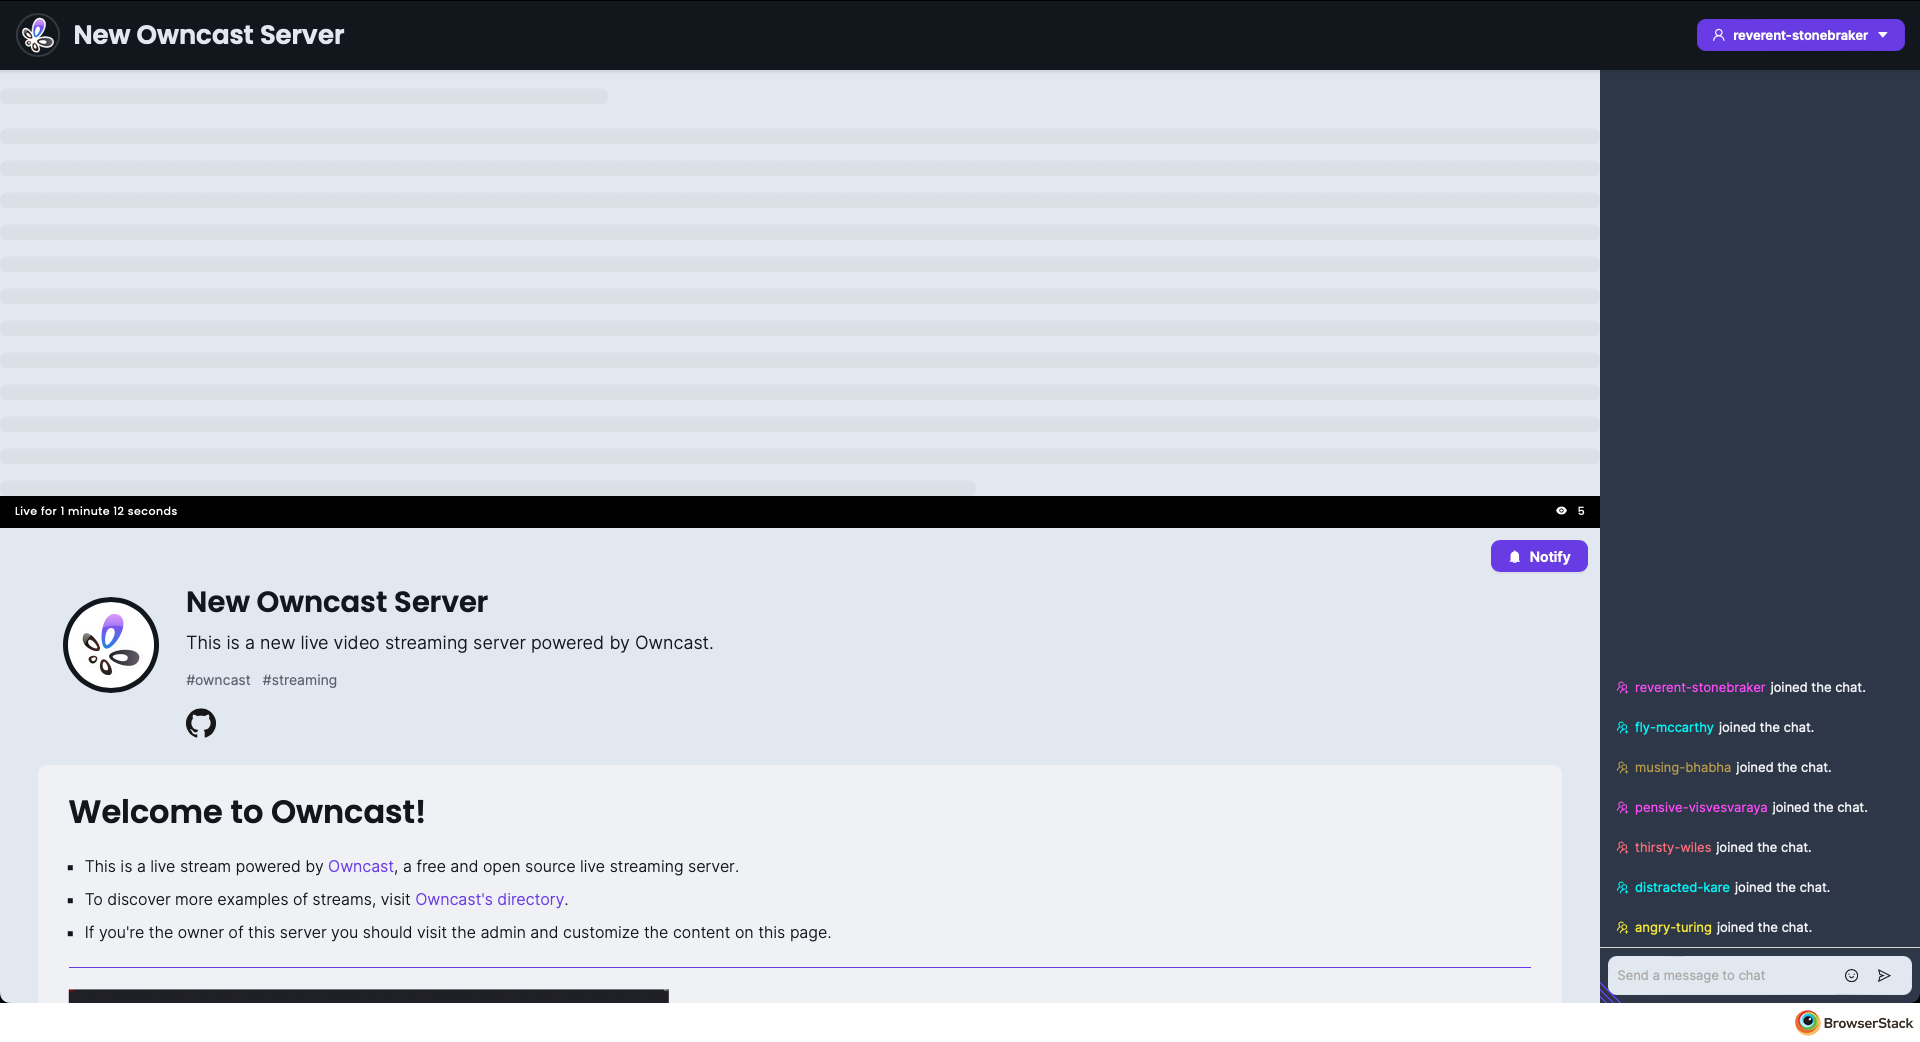 New Owncast Server
reverent-stonebraker
Live for 1 minute 12 seconds
5
Notify
New Owncast Server
This is a new live video streaming server powered by Owncast.
#owncast #streaming
Welcome to Owncast!
This is a live stream powered by Owncast, a free and open source live streaming server.
To discover more examples of streams, visit Owncast's directory.
If you're the owner of this server you should visit the admin and customize the content on this page.
reverent-stonebraker joined the chat.
fly-mccarthy joined the chat.
musing-bhabha joined the chat.
pensive-visvesvaraya joined the chat.
thirsty-wiles joined the chat.
distracted-kare joined the chat.
angry-turing joined the chat.
Send a message to chat
BrowserStack